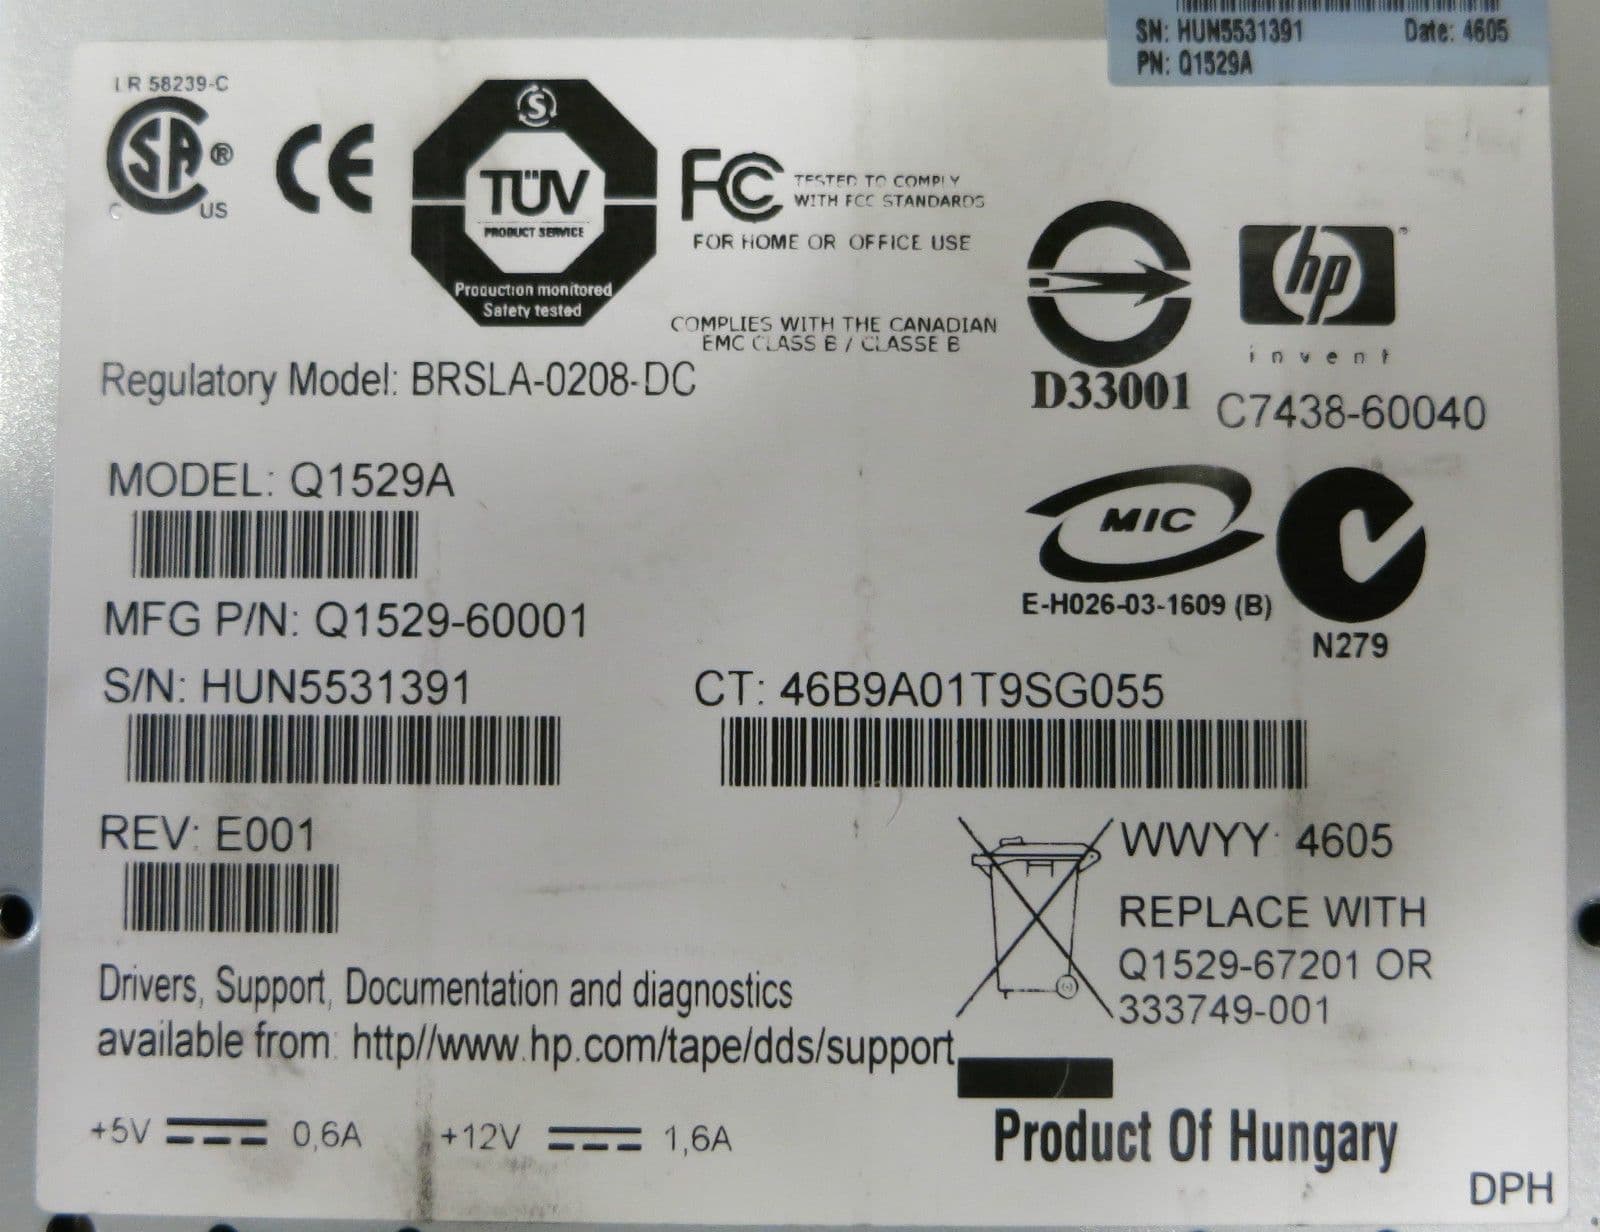 SN: HUN5531391 Date: 4605
PN: Q1529A
LR 58239-C
SA ®
C US
CE
S
TÜV
PRODUCT SERVICE
Production monitored
Safety tested
FC TESTED TO COMPLY
WITH FCC STANDARDS
FOR HOME OR OFFICE USE
COMPLIES WITH THE CANADIAN
EMC CLASS B / CLASSE B
D33001
hp
invent
C7438-60040
Regulatory Model: BRSLA-0208-DC
MODEL: Q1529A
MIC
E-H026-03-1609 (B)
N279
MFG P/N: Q1529-60001
S/N: HUN5531391
CT: 46B9A01T9SG055
REV: E001
WWYY: 4605
REPLACE WITH
Q1529-67201 OR
333749-001
Drivers, Support, Documentation and diagnostics
available from: http//www.hp.com/tape/dds/support
+5V 0,6A +12V 1,6A
Product Of Hungary
DPH